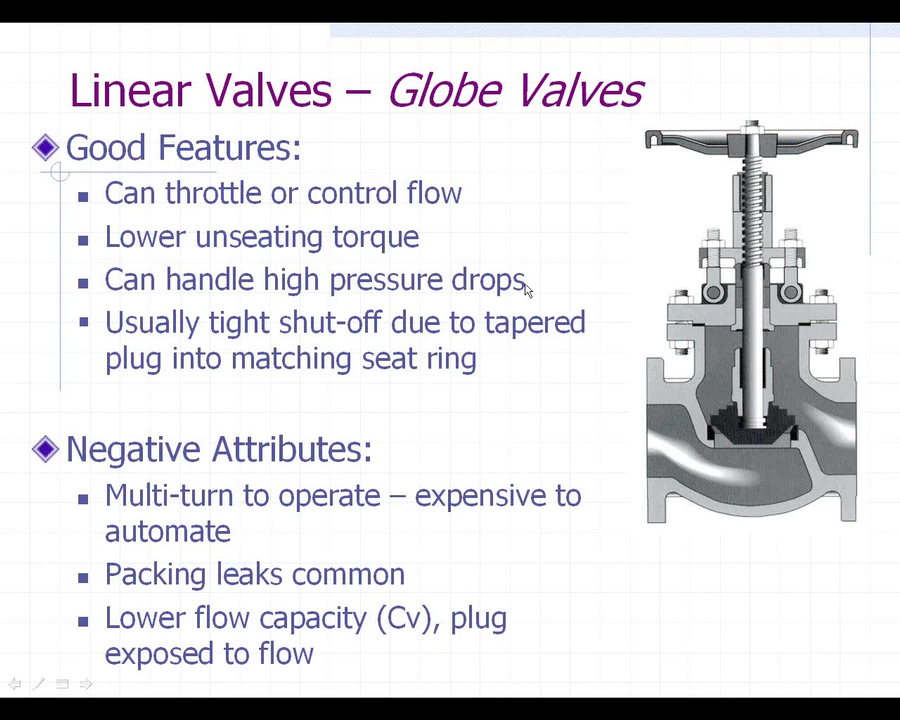 Linear Valves – Globe Valves
Good Features:
Can throttle or control flow
Lower unseating torque
Can handle high pressure drops
Usually tight shut-off due to tapered
plug into matching seat ring
Negative Attributes:
Multi-turn to operate – expensive to
automate
Packing leaks common
Lower flow capacity (Cv), plug
exposed to flow